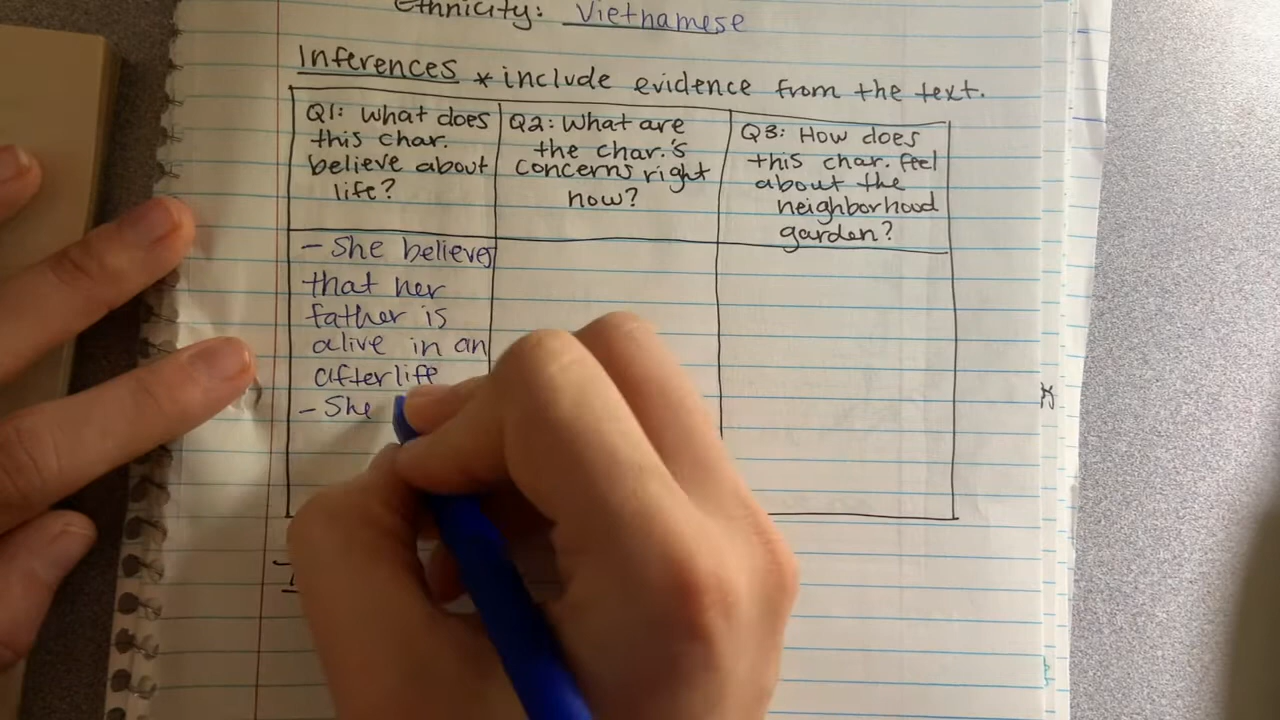 Ethnicity: Vietnamese
Inferences * include evidence from the text.
Q1: What does
this char.
believe about
life?
Q2: What are
the char.'s
concerns right
now?
Q3: How does
this char. feel
about the
neighborhood
garden?
- She believes
that her
father is
alive in an
afterlife
- She